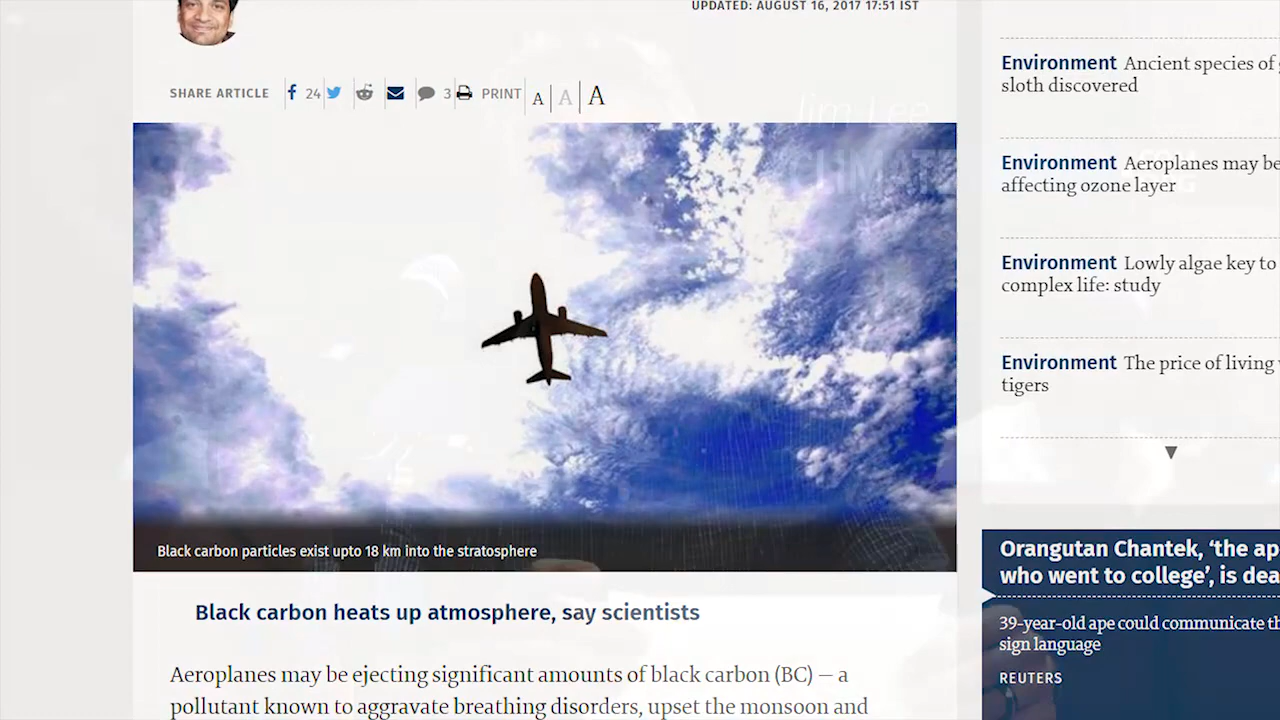 UPDATED: AUGUST 16, 2017 17:51 IST
SHARE ARTICLE 24 3 PRINT A A A
Jim Lee
CLIMATE
Black carbon particles exist upto 18 km into the stratosphere
Black carbon heats up atmosphere, say scientists
Aeroplanes may be ejecting significant amounts of black carbon (BC) — a
pollutant known to aggravate breathing disorders, upset the monsoon and
Environment Ancient species of
sloth discovered
Environment Aeroplanes may be
affecting ozone layer
Environment Lowly algae key to
complex life: study
Environment The price of living
tigers
Orangutan Chantek, ‘the ap
who went to college’, is dea
39-year-old ape could communicate th
sign language
REUTERS